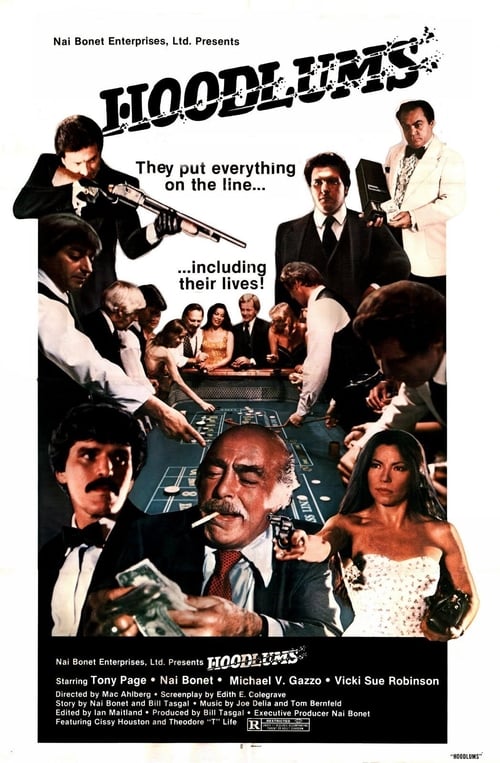 Nai Bonet Enterprises, Ltd. Presents
HOODLUMS
They put everything
on the line...
...including
their lives!
Nai Bonet Enterprises, Ltd. Presents HOODLUMS
Starring Tony Page • Nai Bonet • Michael V. Gazzo • Vicki Sue Robinson
Directed by Mac Ahlberg • Screenplay by Edith E. Colegrave
Story by Nai Bonet and Bill Tasgal • Music by Joe Delia and Tom Bernfeld
Edited by Ian Maitland • Produced by Bill Tasgal • Executive Producer Nai Bonet
Featuring Cissy Houston and Theodore "T" Life
R RESTRICTED
"HOODLUMS"